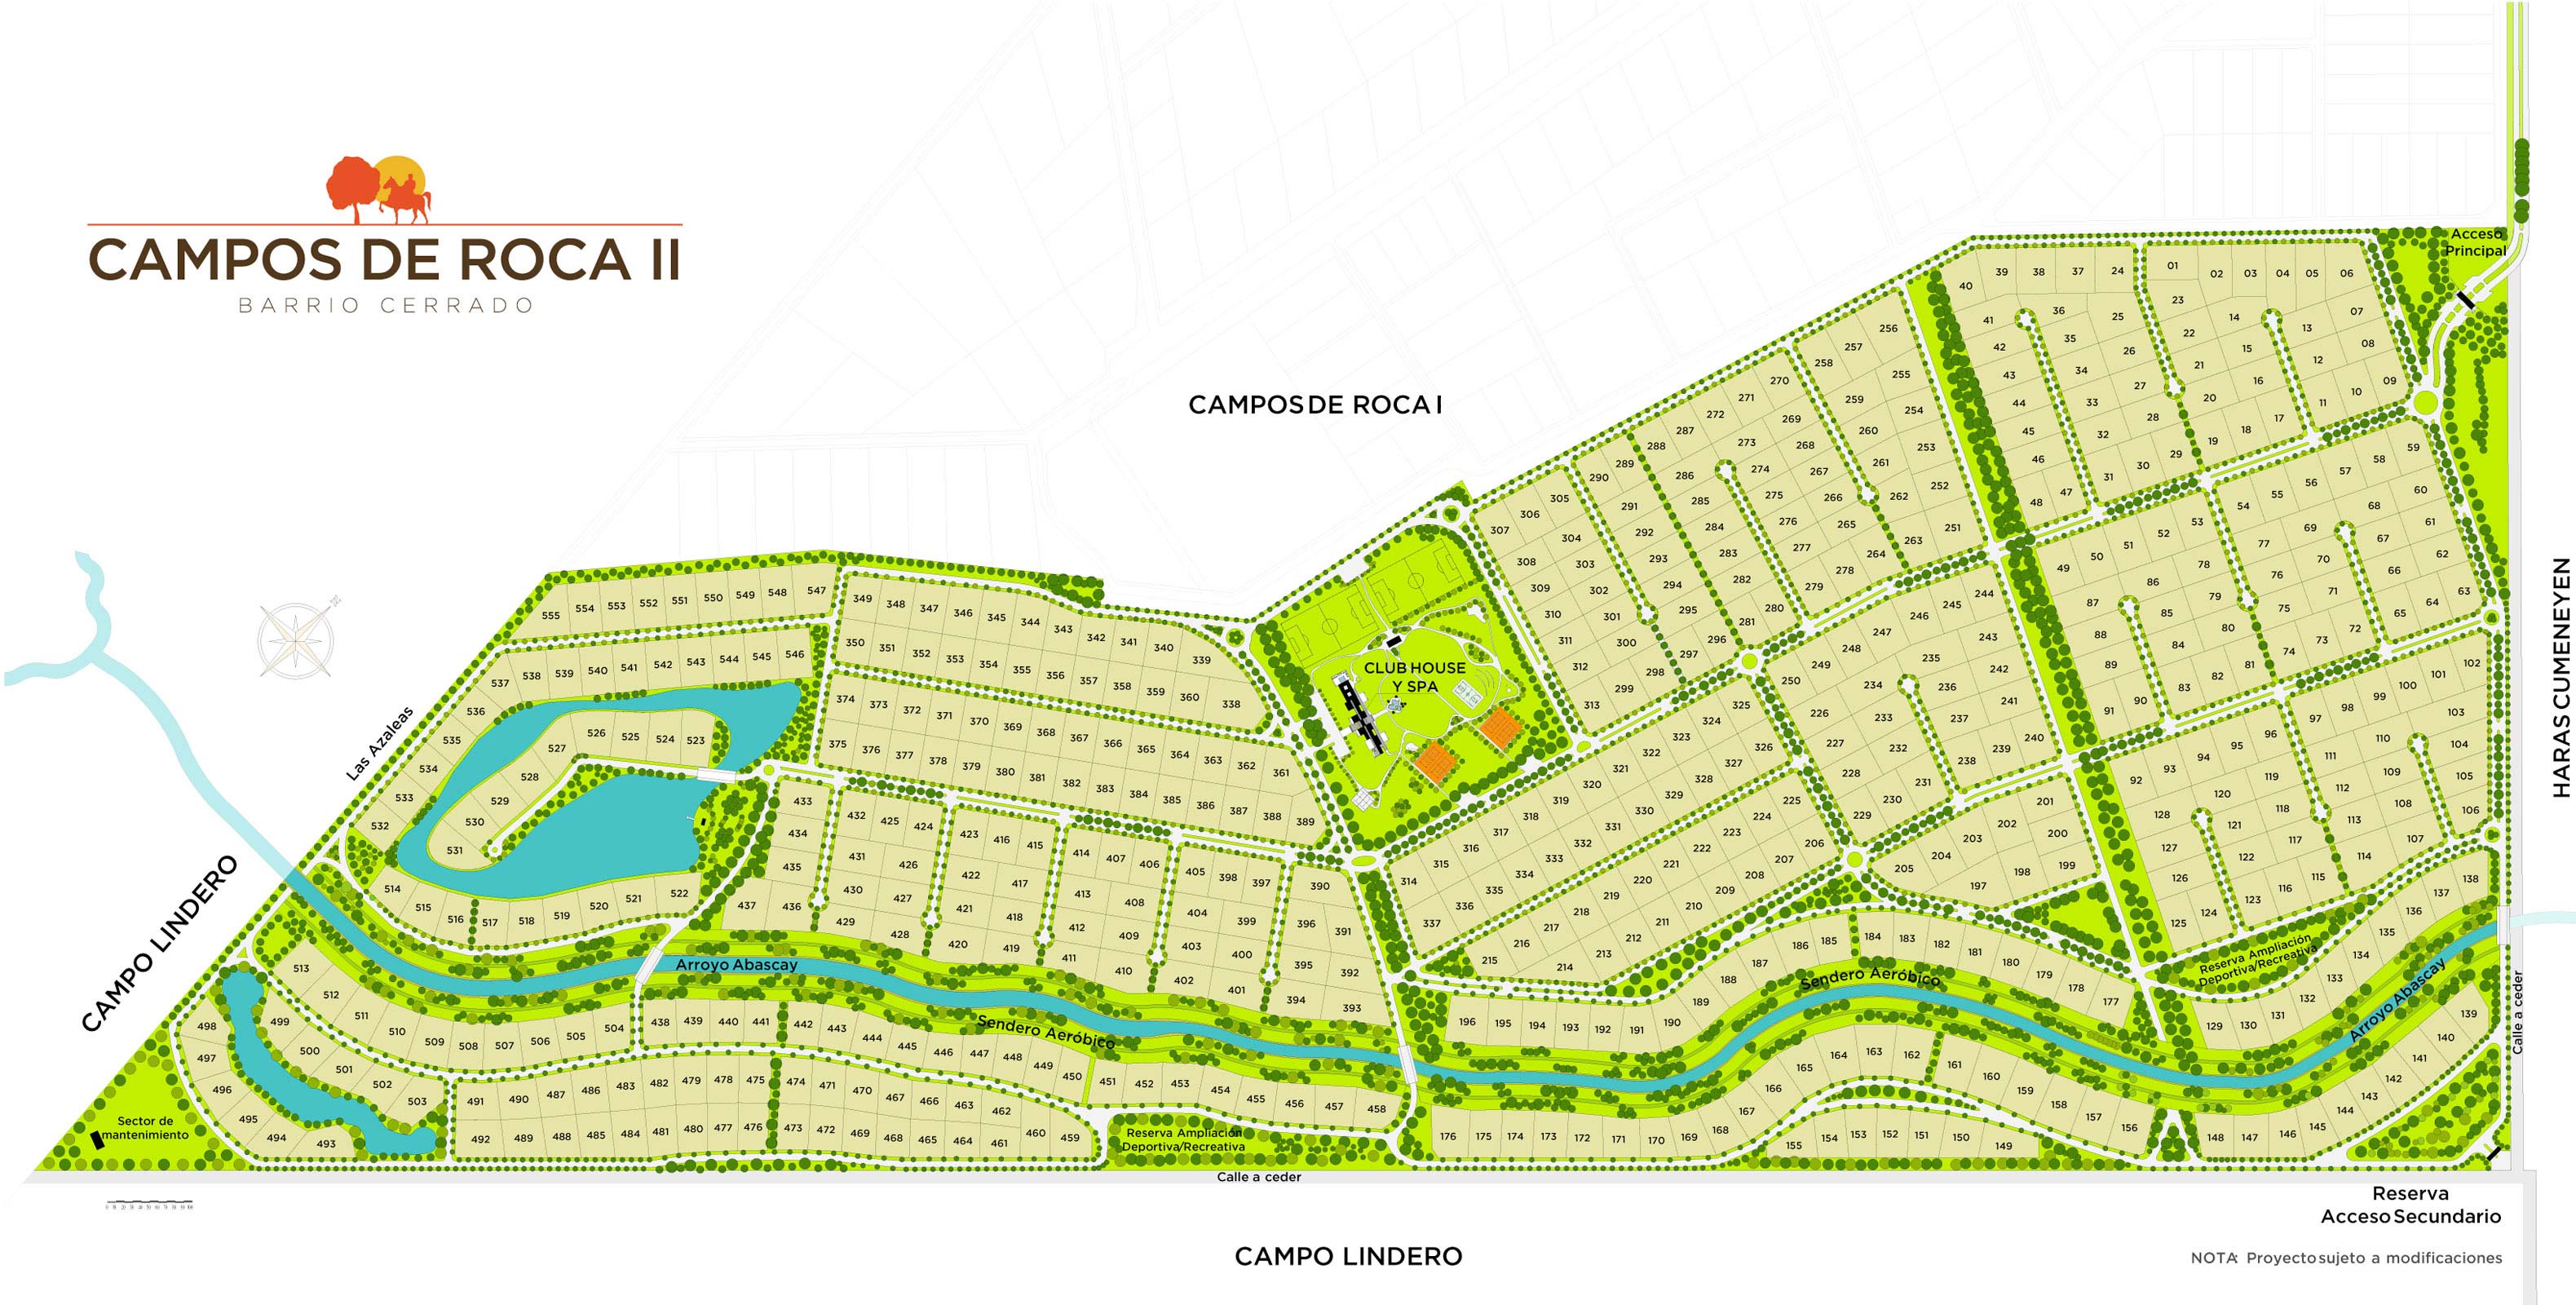 CAMPOS DE ROCA II
BARRIO CERRADO
CAMPOS DE ROCA I
Acceso
Principal
HARAS CUMENEYEN
Calle a ceder
CLUB HOUSE
Y SPA
Las Azaleas
CAMPO LINDERO
Arroyo Abascay
Sendero Aeróbico
Sendero Aeróbico
Arroyo Abascay
Reserva Ampliación
Deportiva/Recreativa
Sector de
mantenimiento
Reserva Ampliación
Deportiva/Recreativa
Calle a ceder
Reserva
Acceso Secundario
CAMPO LINDERO
NOTA: Proyecto sujeto a modificaciones
40 39 38 37 24 01 02 03 04 05 06
41 36 25 23 14 13 07
42 35 26 22 15 12 08
43 34 27 21 16 10 09
44 33 28 20 17 11
45 32 29 19 18
46 31 30
48 47
256 257 258 255 259 254 260 253 261 252 262 251 263
270 271 272 269 273 268 274 267 275 266 276 265 277 264 278 279
287 288 286 285 284 283 282 280 281
289 290 291 292 293 294 295 296 297 298
305 306 307 304 308 303 309 302 310 301 311 300 312 299 313
59 58 57 56 55 54 60 68 69 77 61 67 70 76 62 66 71 75 63 64 65 72 73 74
53 52 51 50 49 78 86 87 79 85 88 80 84 89 81 82 83 90 91
244 245 246 247 248 249 250 243 235 234 226 242 236 233 227 241 237 232 228 240 239 238 231 230 229
102 101 100 99 98 97 103 110 111 104 109 112 105 108 113 106 107 114
96 95 94 93 92 119 120 128 118 121 127 117 122 126 115 116 123 124 125
325 324 323 322 321 320 319 318 317 316 315 314
326 327 328 329 330 331 332 333 334 335 336 337
225 224 223 222 221 220 219 218 217 216 215
206 207 208 209 210 211 212 213 214
201 202 203 204 205 200 199 198 197
555 554 553 552 551 550 549 548 547
537 538 539 540 541 542 543 544 545 546
536 535 534 533 532
527 526 525 524 523 528 529 530 531
514 515 516 517 518 519 520 521 522
349 348 347 346 345 344 343 342 341 340 339
350 351 352 353 354 355 356 357 358 359 360 338
374 373 372 371 370 369 368 367 366 365 364 363 362 361
375 376 377 378 379 380 381 382 383 384 385 386 387 388 389
433 432 425 424 423 416 415 414 407 406 405 398 397 390
434 431 426 422 417 413 408 404 399 396 391
435 430 427 421 418 412 409 403 400 395 392
437 436 429 428 420 419 411 410 402 401 394 393
513 512 511 510 509 508 507 506 505 504
498 499 497 500 496 501 495 502 494 493 503
438 439 440 441 442 443 444 445 446 447 448 449 450 451 452 453 454 455 456 457 458
491 490 487 486 483 482 479 478 475 474 471 470 467 466 463 462
492 489 488 485 484 481 480 477 476 473 472 469 468 465 464 461 460 459
196 195 194 193 192 191 190 189 188 187 186 185 184 183 182 181 180 179 178 177
176 175 174 173 172 171 170 169 168 167 166 165 164 163 162 161 160 159 158 157 156
155 154 153 152 151 150 149
138 137 136 135 134 133 132 131 130 129
139 140 141 142 143 144 145 146 147 148
CAMPO LINDERO